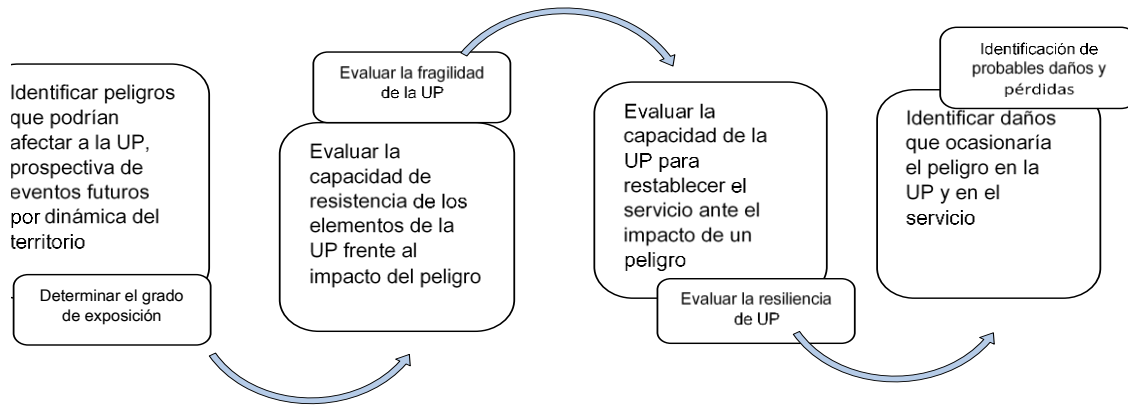 Identificar peligros
que podrían
afectar a la UP,
prospectiva de
eventos futuros
por dinámica del
territorio
Determinar el grado
de exposición
Evaluar la fragilidad
de la UP
Evaluar la
capacidad de
resistencia de los
elementos de la
UP frente al
impacto del peligro
Evaluar la
capacidad de la
UP para
restablecer el
servicio ante el
impacto de un
peligro
Evaluar la resiliencia
de UP
Identificación de
probables daños y
pérdidas
Identificar daños
que ocasionaría
el peligro en la
UP y en el
servicio